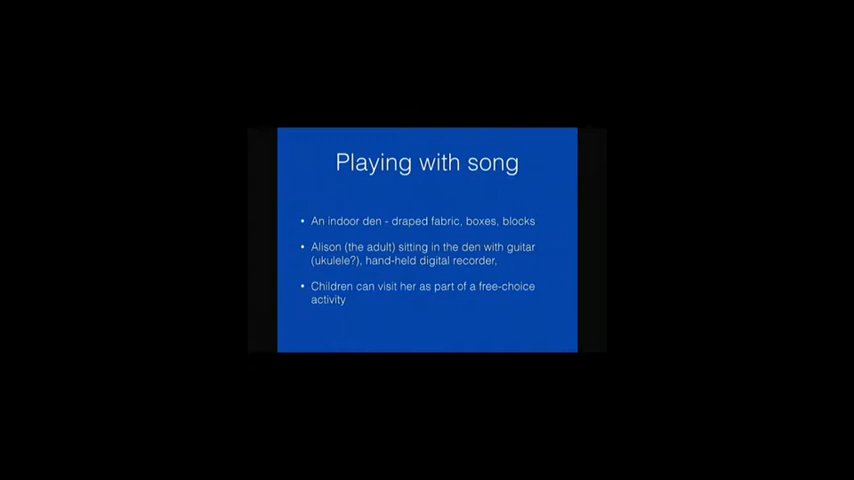 Playing with song
• An indoor den - draped fabric, boxes, blocks
• Alison (the adult) sitting in the den with guitar
(ukulele?), hand-held digital recorder,
• Children can visit her as part of a free-choice
activity